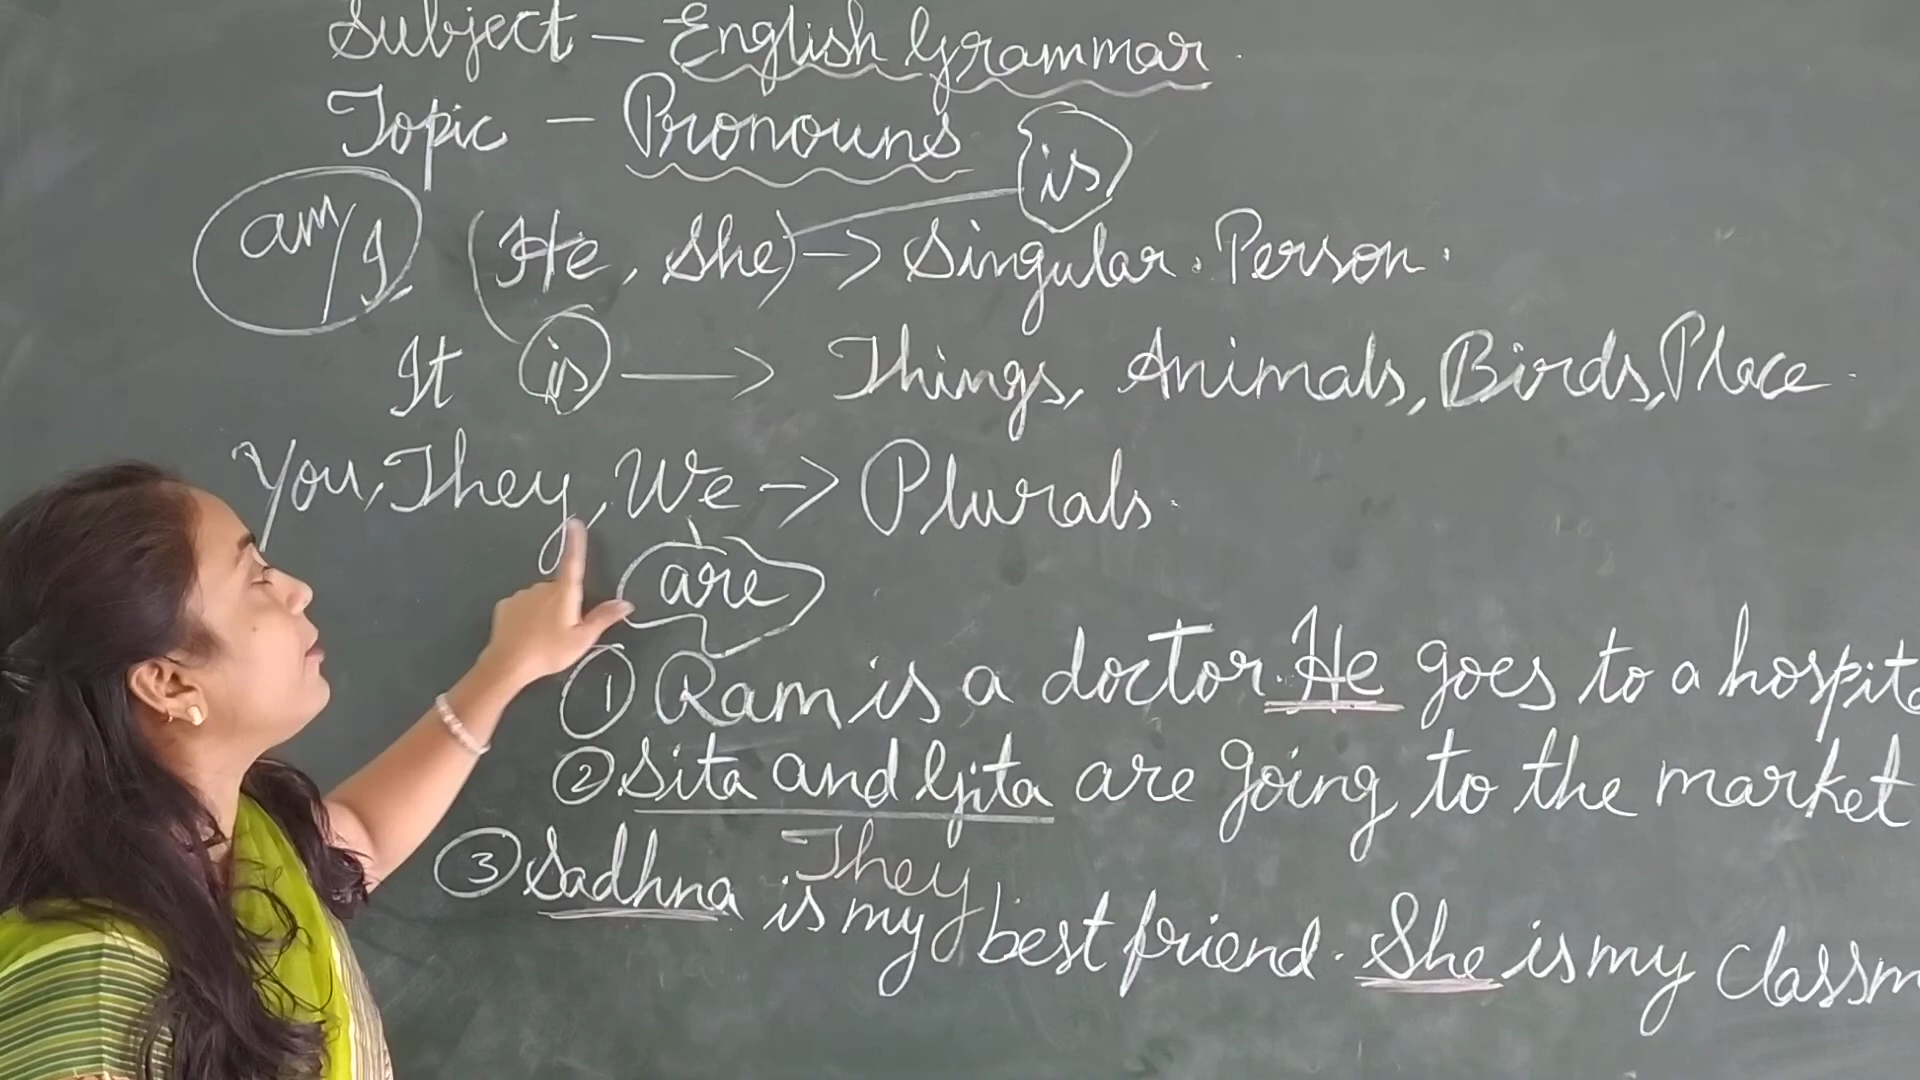 Subject - English Grammar.
Topic - Pronouns
is
am/I (He, She) -> Singular. Person.
It is -> Things, Animals, Birds, Place.
You, They, We -> Plurals.
are
1 Ram is a doctor. He goes to a hospita
2 Sita and Gita are going to the market
They
3 Sadhna is my best friend. She is my classm